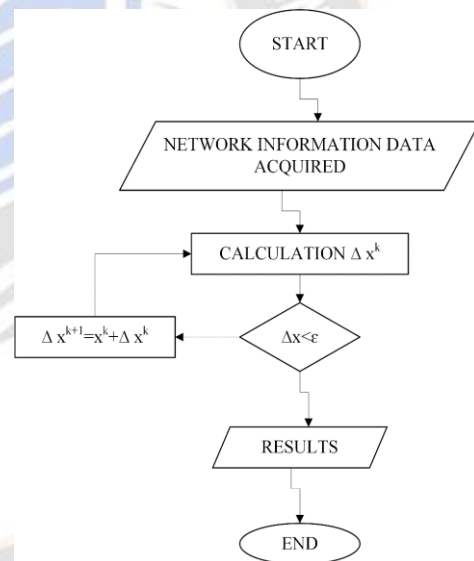 START
NETWORK INFORMATION DATA
ACQUIRED
CALCULATION Δ x^k
Δ x^{k+1}=x^k+Δ x^k
Δx<ε
RESULTS
END